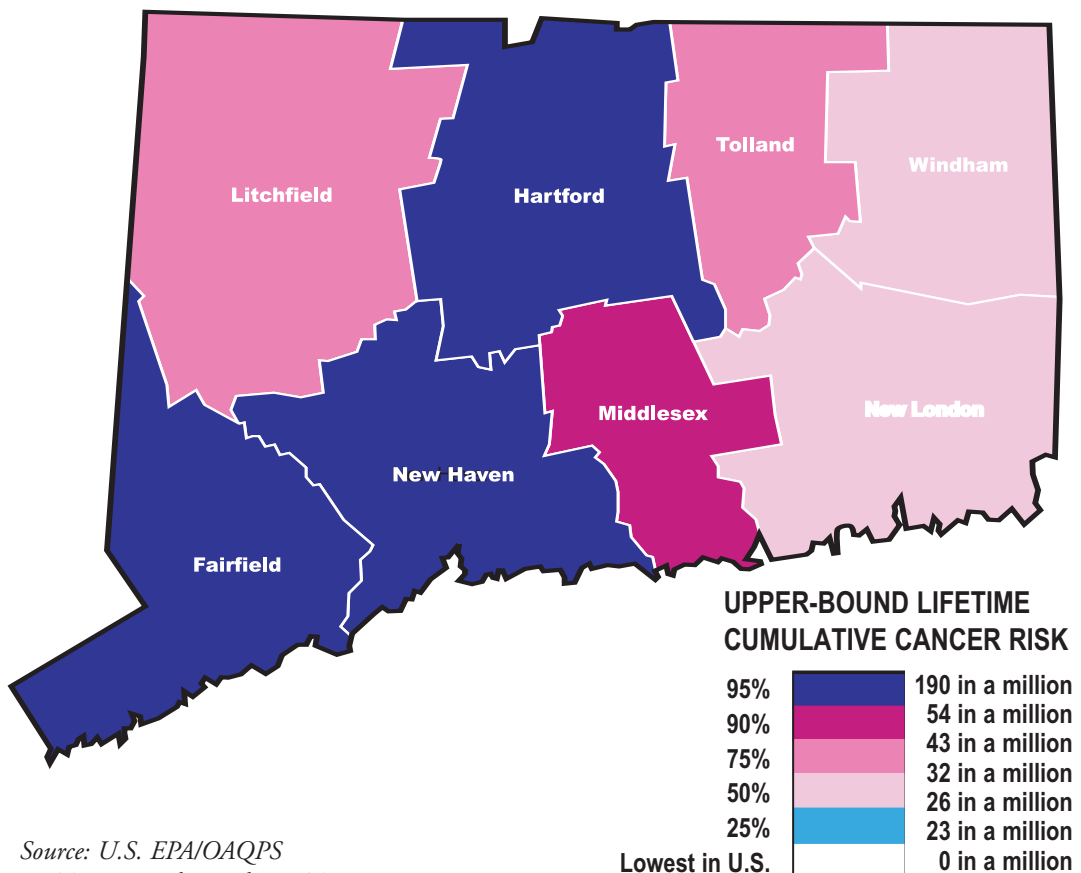 Tolland
Windham
Litchfield
Hartford
Middlesex
New London
New Haven
Fairfield
UPPER-BOUND LIFETIME
CUMULATIVE CANCER RISK
95%
190 in a million
90%
54 in a million
75%
43 in a million
32 in a million
50%
26 in a million
25%
23 in a million
Lowest in U.S.
0 in a million
Source: U.S. EPA/OAQPS